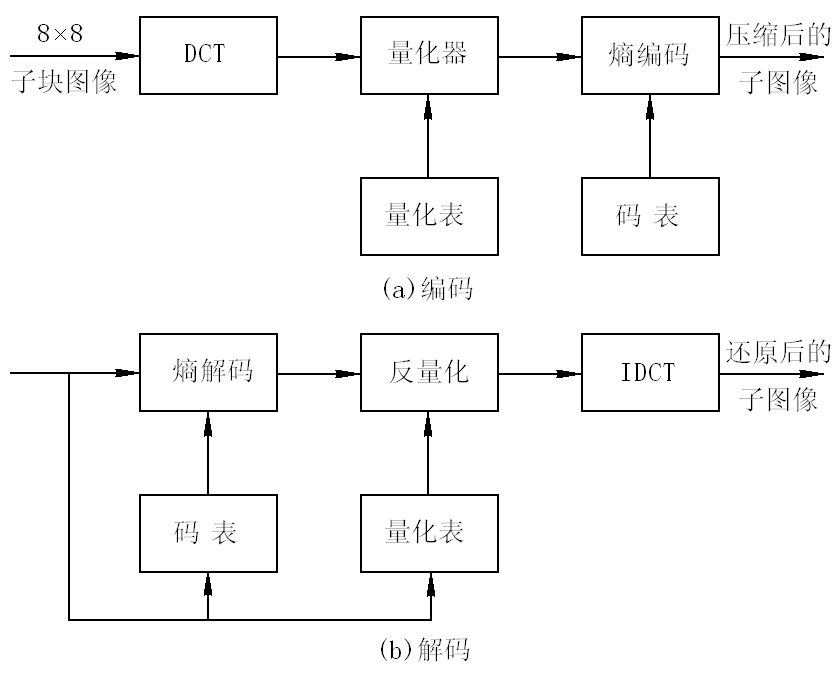 8×8
子块图像
DCT
量化器
熵编码
压缩后的
子图像
量化表
码 表
(a)编码
熵解码
反量化
IDCT
还原后的
子图像
码 表
量化表
(b)解码